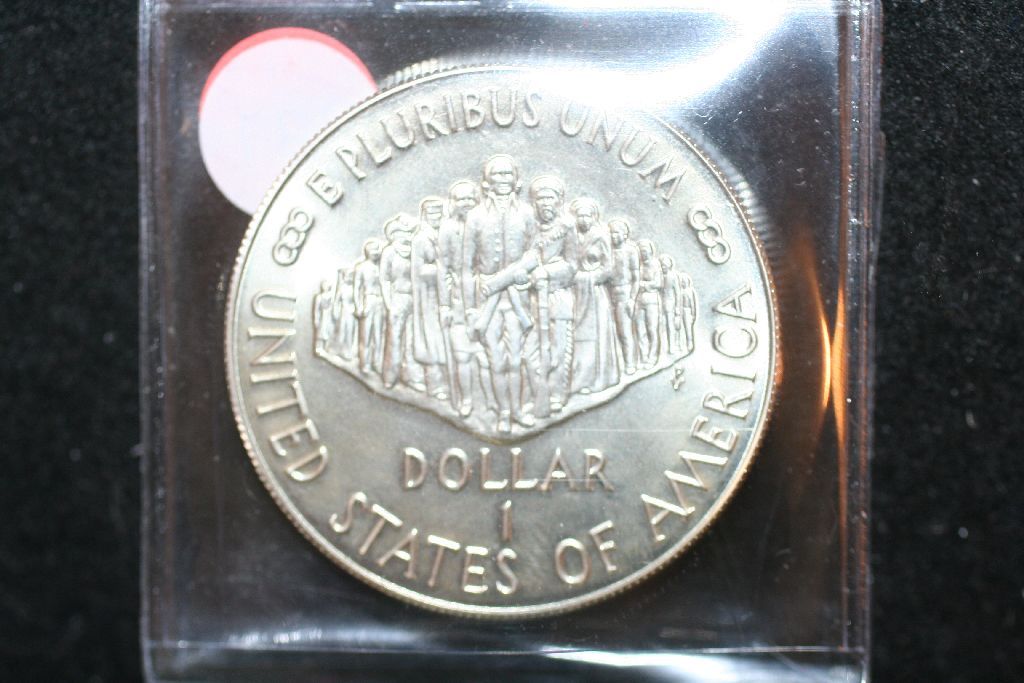 E PLURIBUS UNUM
DOLLAR
1
UNITED STATES OF AMERICA